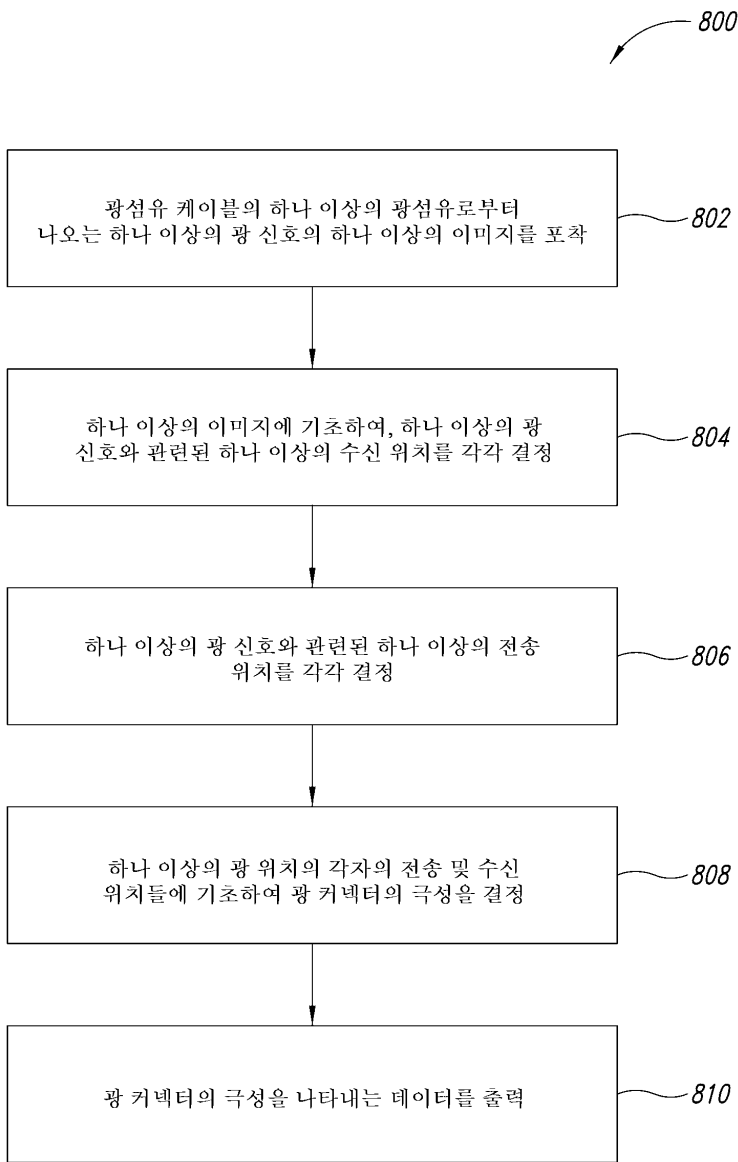 800
광섬유 케이블의 하나 이상의 광섬유로부터
나오는 하나 이상의 광 신호의 하나 이상의 이미지를 포착
802
하나 이상의 이미지에 기초하여, 하나 이상의 광
신호와 관련된 하나 이상의 수신 위치를 각각 결정
804
하나 이상의 광 신호와 관련된 하나 이상의 전송
위치를 각각 결정
806
하나 이상의 광 위치의 각자의 전송 및 수신
위치들에 기초하여 광 커넥터의 극성을 결정
808
광 커넥터의 극성을 나타내는 데이터를 출력
810